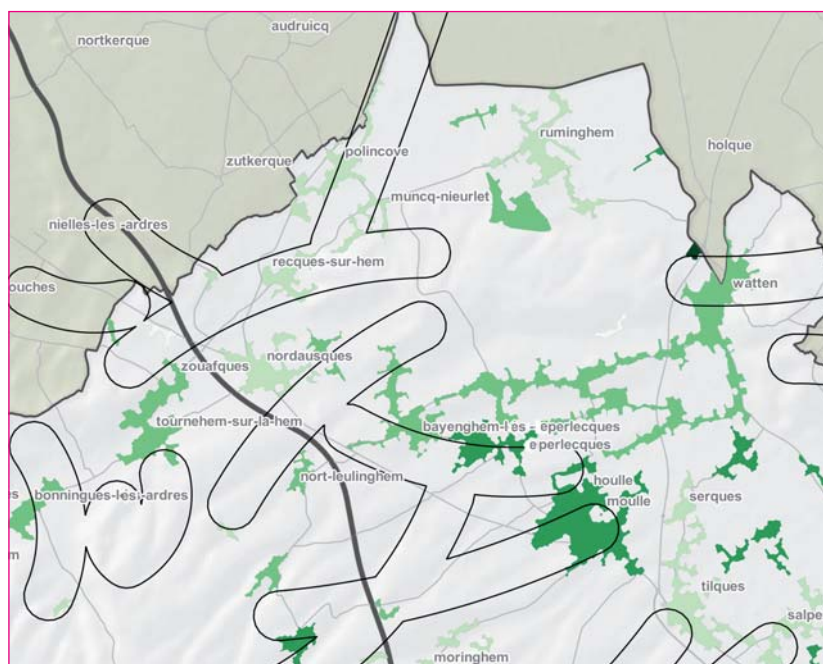 audruicq
nortkerque
ruminghem
holque
polincove
zutkerque
muncq-nieurlet
nielles-les -ardres
recques-sur-hem
ouches
watten
nordausques
zouafques
tournehem-sur-la-hem
bayenghem-les - eperlecques
eperlecques
nort-leulinghem
houlle
moulle
serques
es
bonningues-les-ardres
m
tilques
salpe
moringhem